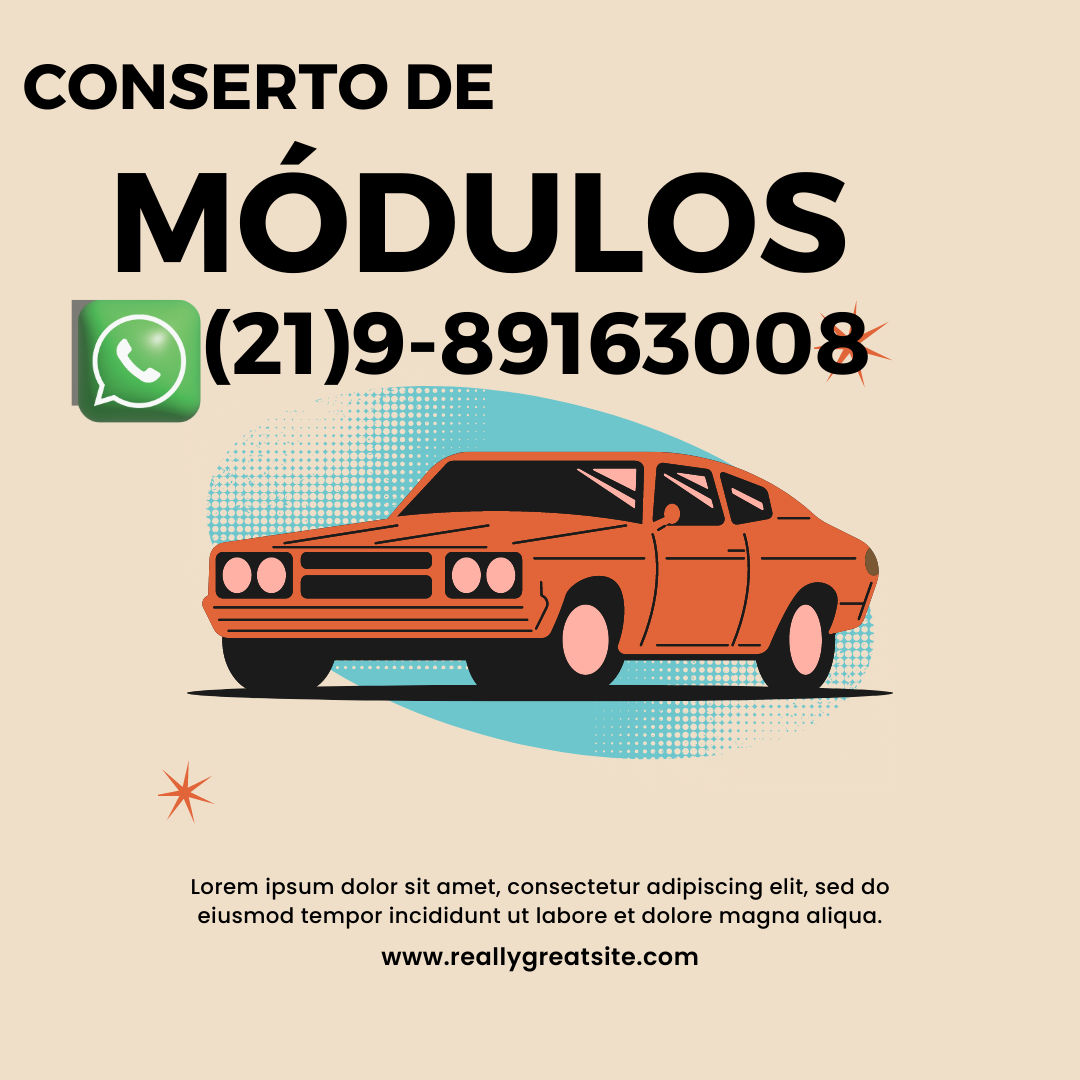 CONSERTO DE
MÓDULOS
(21)9-89163008
Lorem ipsum dolor sit amet, consectetur adipiscing elit, sed do
eiusmod tempor incididunt ut labore et dolore magna aliqua.
www.reallygreatsite.com